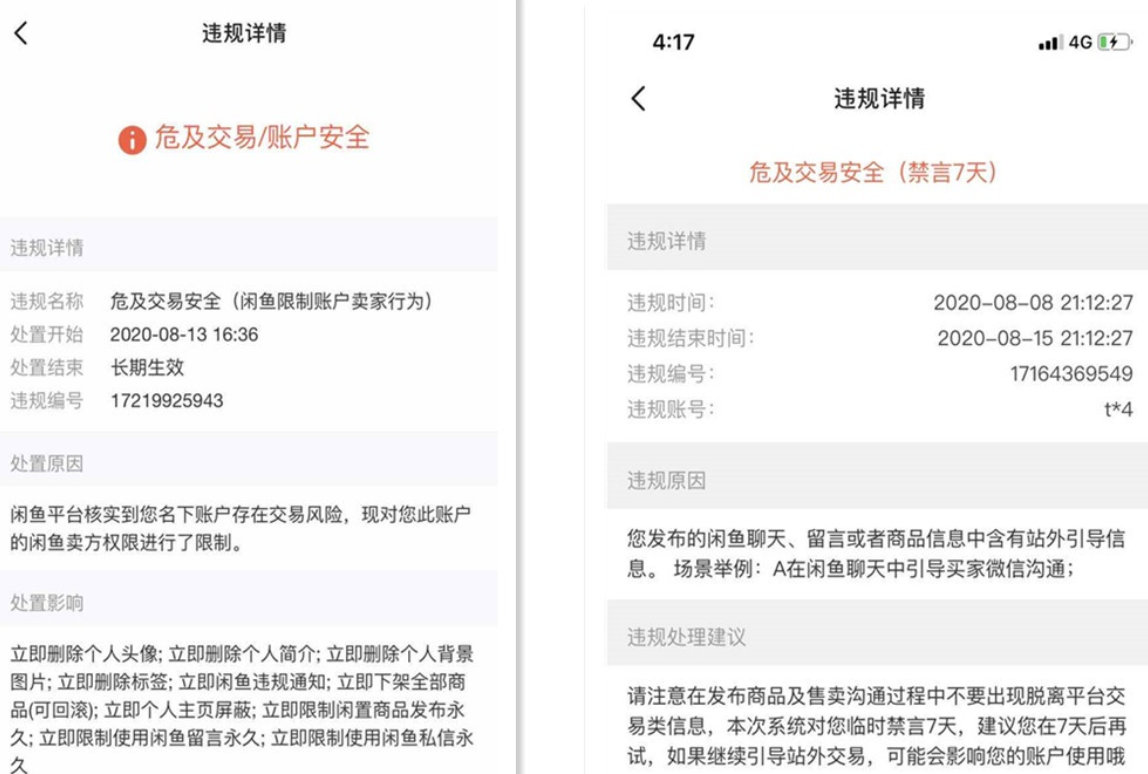 违规详情
危及交易/账户安全
违规详情
违规名称 危及交易安全（闲鱼限制账户卖家行为）
处置开始 2020-08-13 16:36
处置结束 长期生效
违规编号 17219925943
处置原因
闲鱼平台核实到您名下账户存在交易风险，现对您此账户
的闲鱼卖方权限进行了限制。
处置影响
立即删除个人头像; 立即删除个人简介; 立即删除个人背景
图片; 立即删除标签; 立即闲鱼违规通知; 立即下架全部商
品(可回滚); 立即个人主页屏蔽; 立即限制闲置商品发布永
久; 立即限制使用闲鱼留言永久; 立即限制使用闲鱼私信永
久
4:17 4G
违规详情
危及交易安全（禁言7天）
违规详情
违规时间： 2020-08-08 21:12:27
违规结束时间： 2020-08-15 21:12:27
违规编号： 17164369549
违规账号： t*4
违规原因
您发布的闲鱼聊天、留言或者商品信息中含有站外引导信
息。 场景举例：A在闲鱼聊天中引导买家微信沟通；
违规处理建议
请注意在发布商品及售卖沟通过程中不要出现脱离平台交
易类信息，本次系统对您临时禁言7天，建议您在7天后再
试，如果继续引导站外交易，可能会影响您的账户使用哦